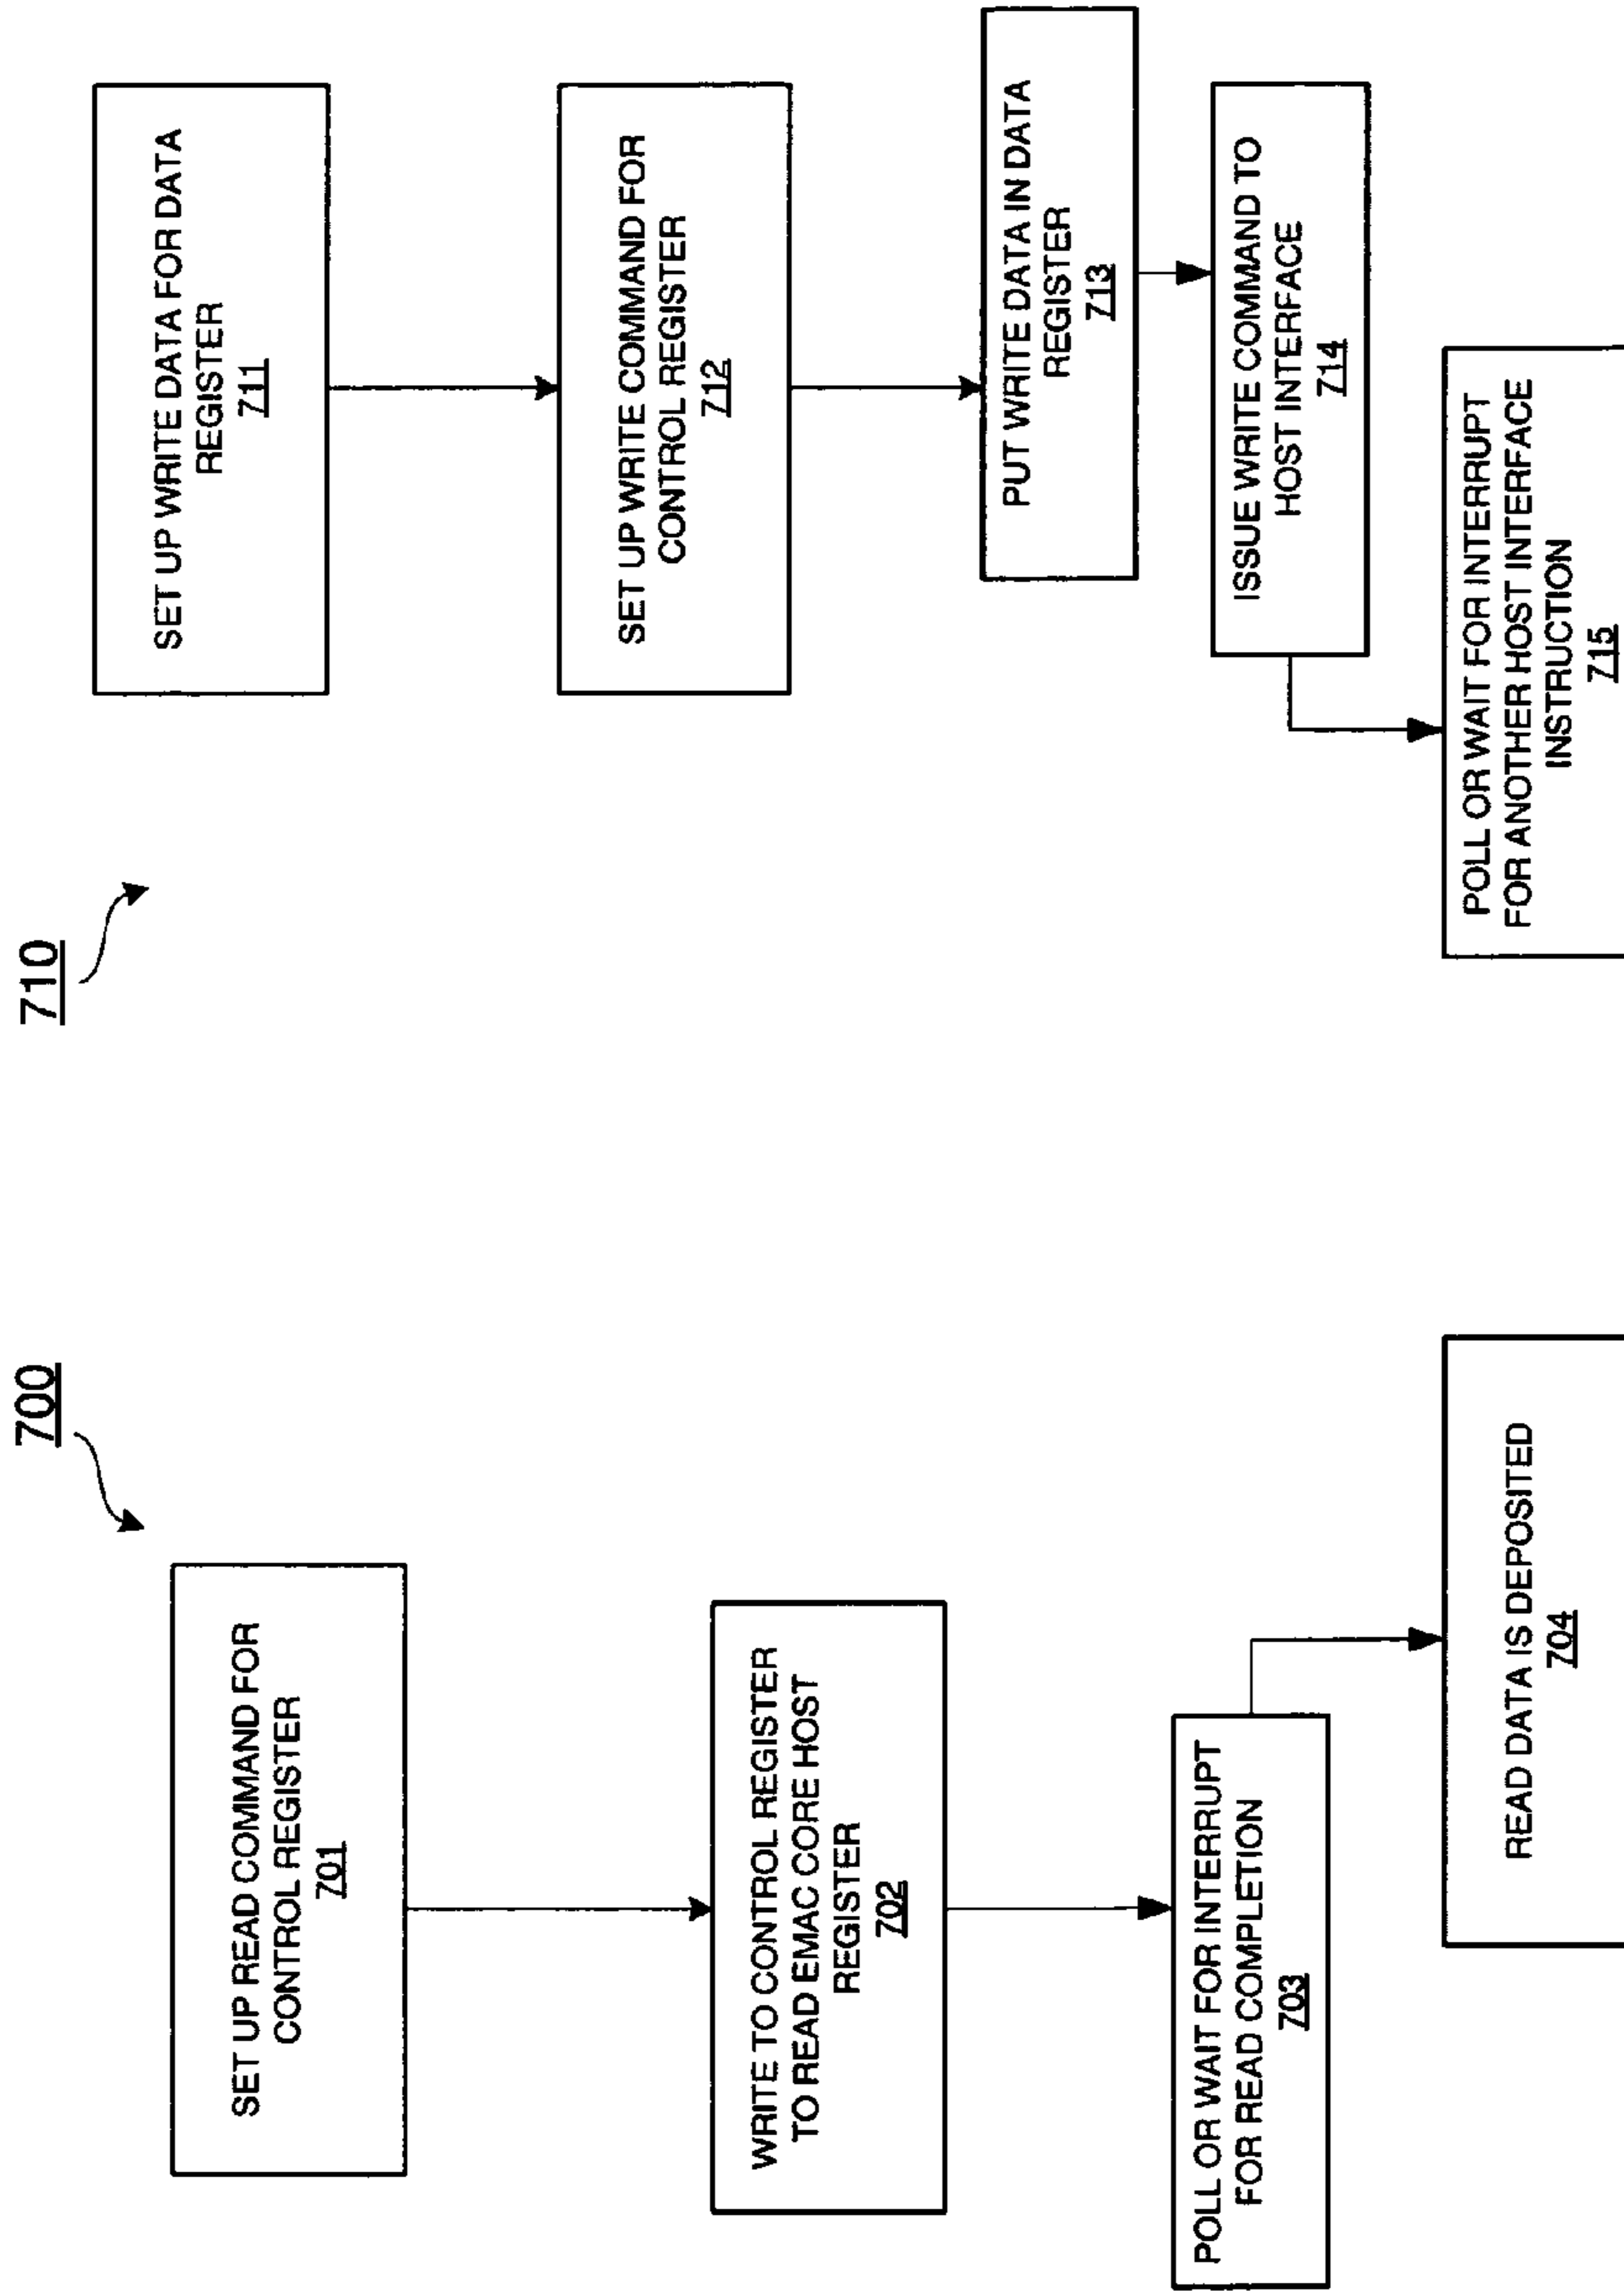 700
SET UP READ COMMAND FOR
CONTROL REGISTER
701
WRITE TO CONTROL REGISTER
TO READ EMAC CORE HOST
REGISTER
702
POLL OR WAIT FOR INTERRUPT
FOR READ COMPLETION
703
READ DATA IS DEPOSITED
704
710
SET UP WRITE DATA FOR DATA
REGISTER
711
SET UP WRITE COMMAND FOR
CONTROL REGISTER
712
PUT WRITE DATA IN DATA
REGISTER
713
ISSUE WRITE COMMAND TO
HOST INTERFACE
714
POLL OR WAIT FOR INTERRUPT
FOR ANOTHER HOST INTERFACE
INSTRUCTION
715